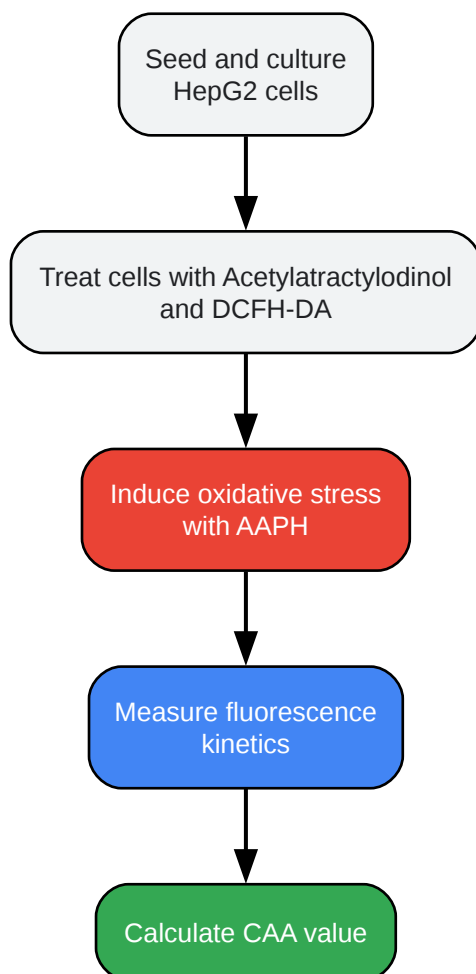 Seed and culture
HepG2 cells
Treat cells with Acetylatractylodinol
and DCFH-DA
Induce oxidative stress
with AAPH
Measure fluorescence
kinetics
Calculate CAA value